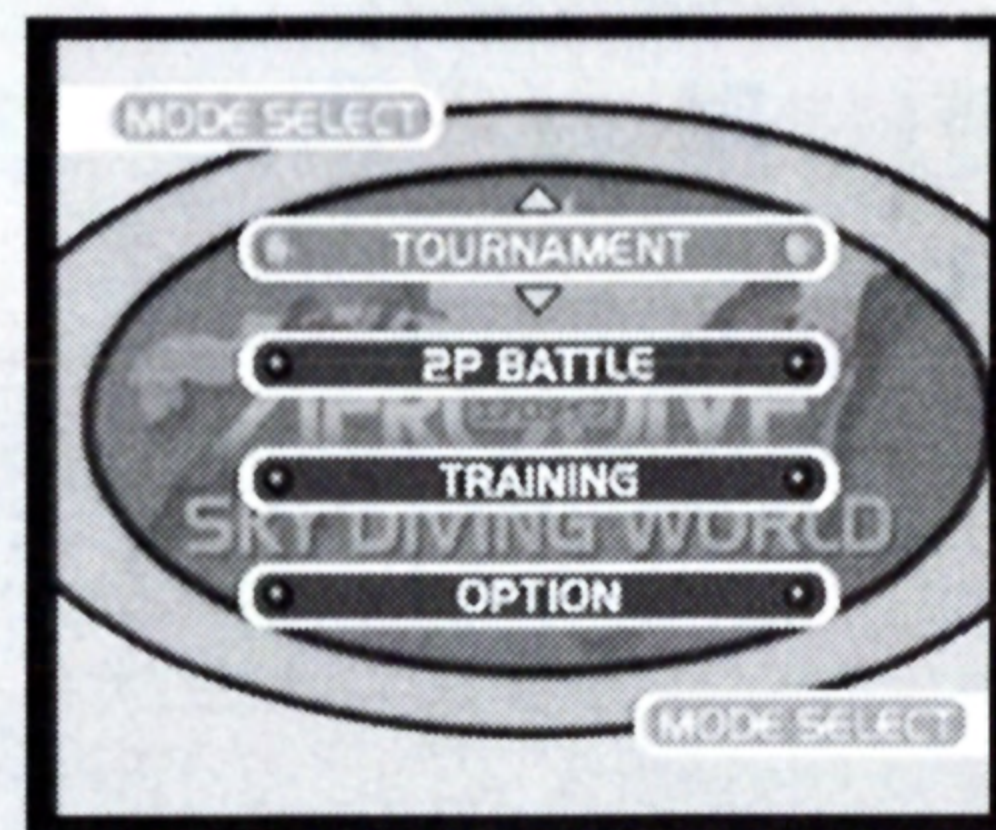 MODE SELECT
TOURNAMENT
2P BATTLE
TRAINING
SKY DIVING WORLD
OPTION
MODE SELECT